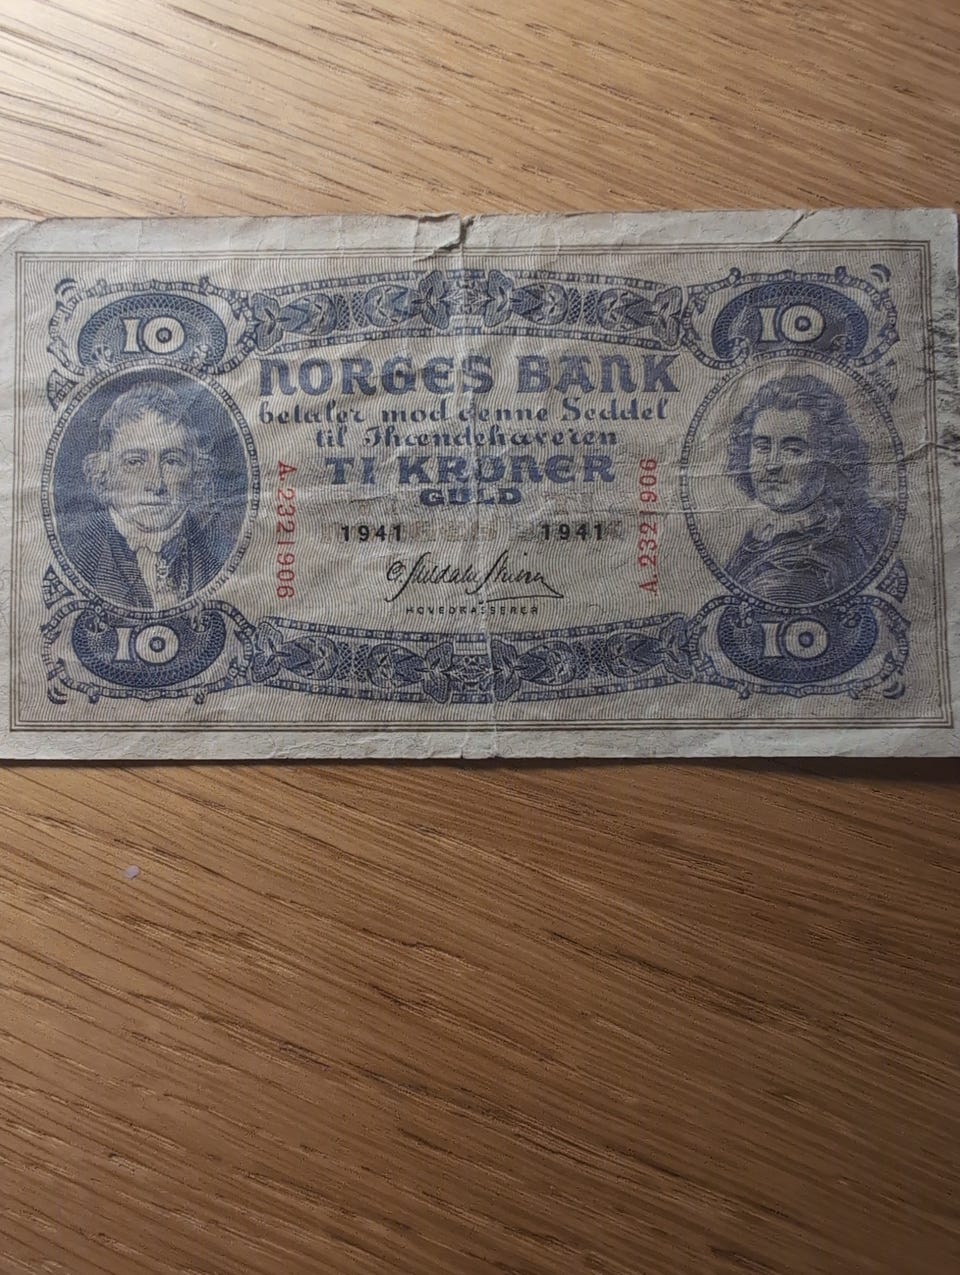 10
10
NORGES BANK
betaler mod denne Seddel
til Ihændehaveren
TI KRONER
GULD
A.2321906
A.2321906
1941
1941
HOVEDKASSERER
10
10